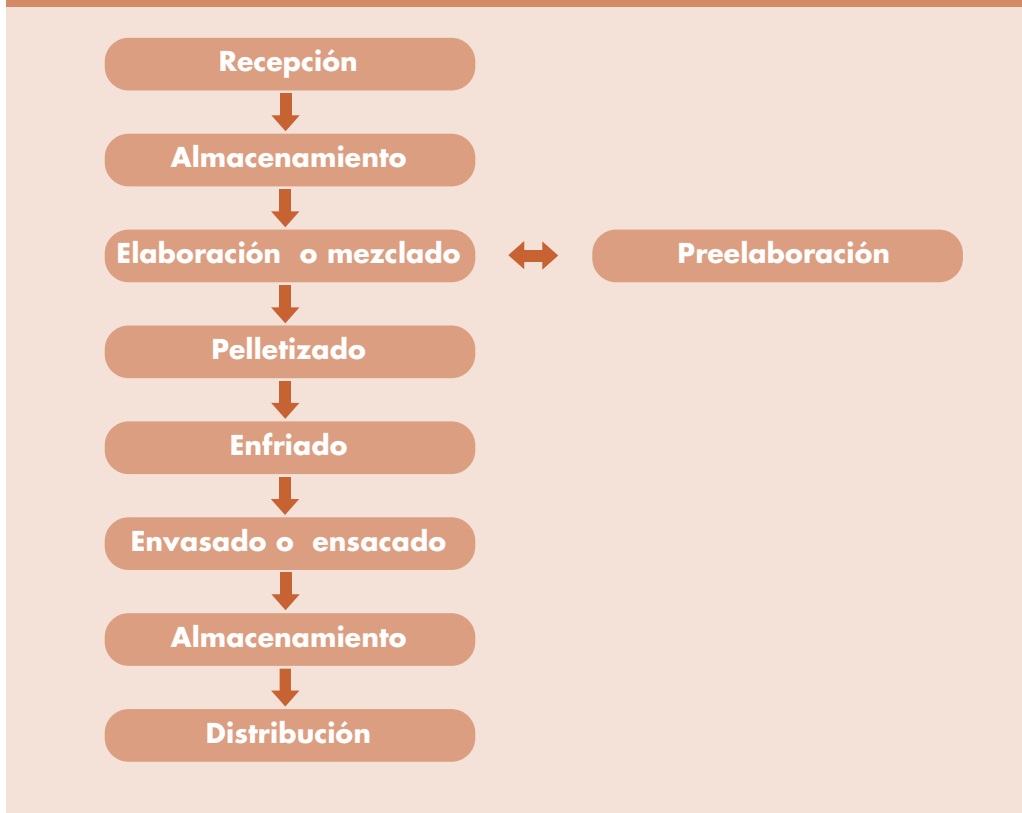 Recepción
Almacenamiento
Elaboración o mezclado
Preelaboración
Pelletizado
Enfriado
Envasado o ensacado
Almacenamiento
Distribución